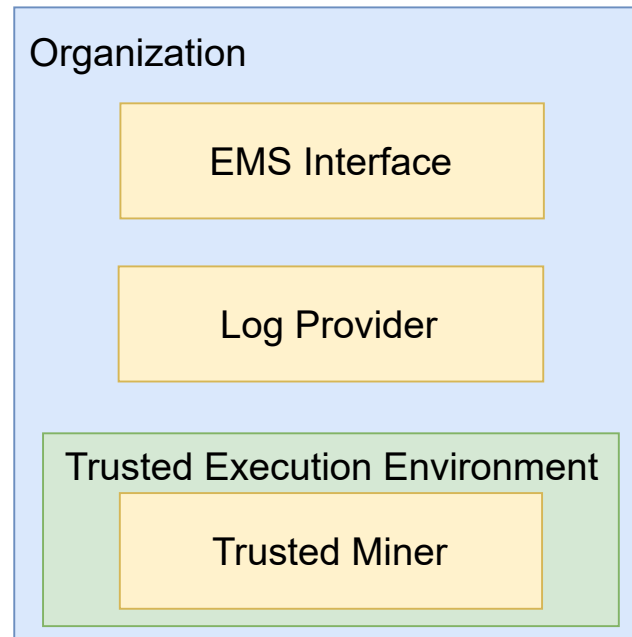 Organization
EMS Interface
Log Provider
Trusted Execution Environment
Trusted Miner